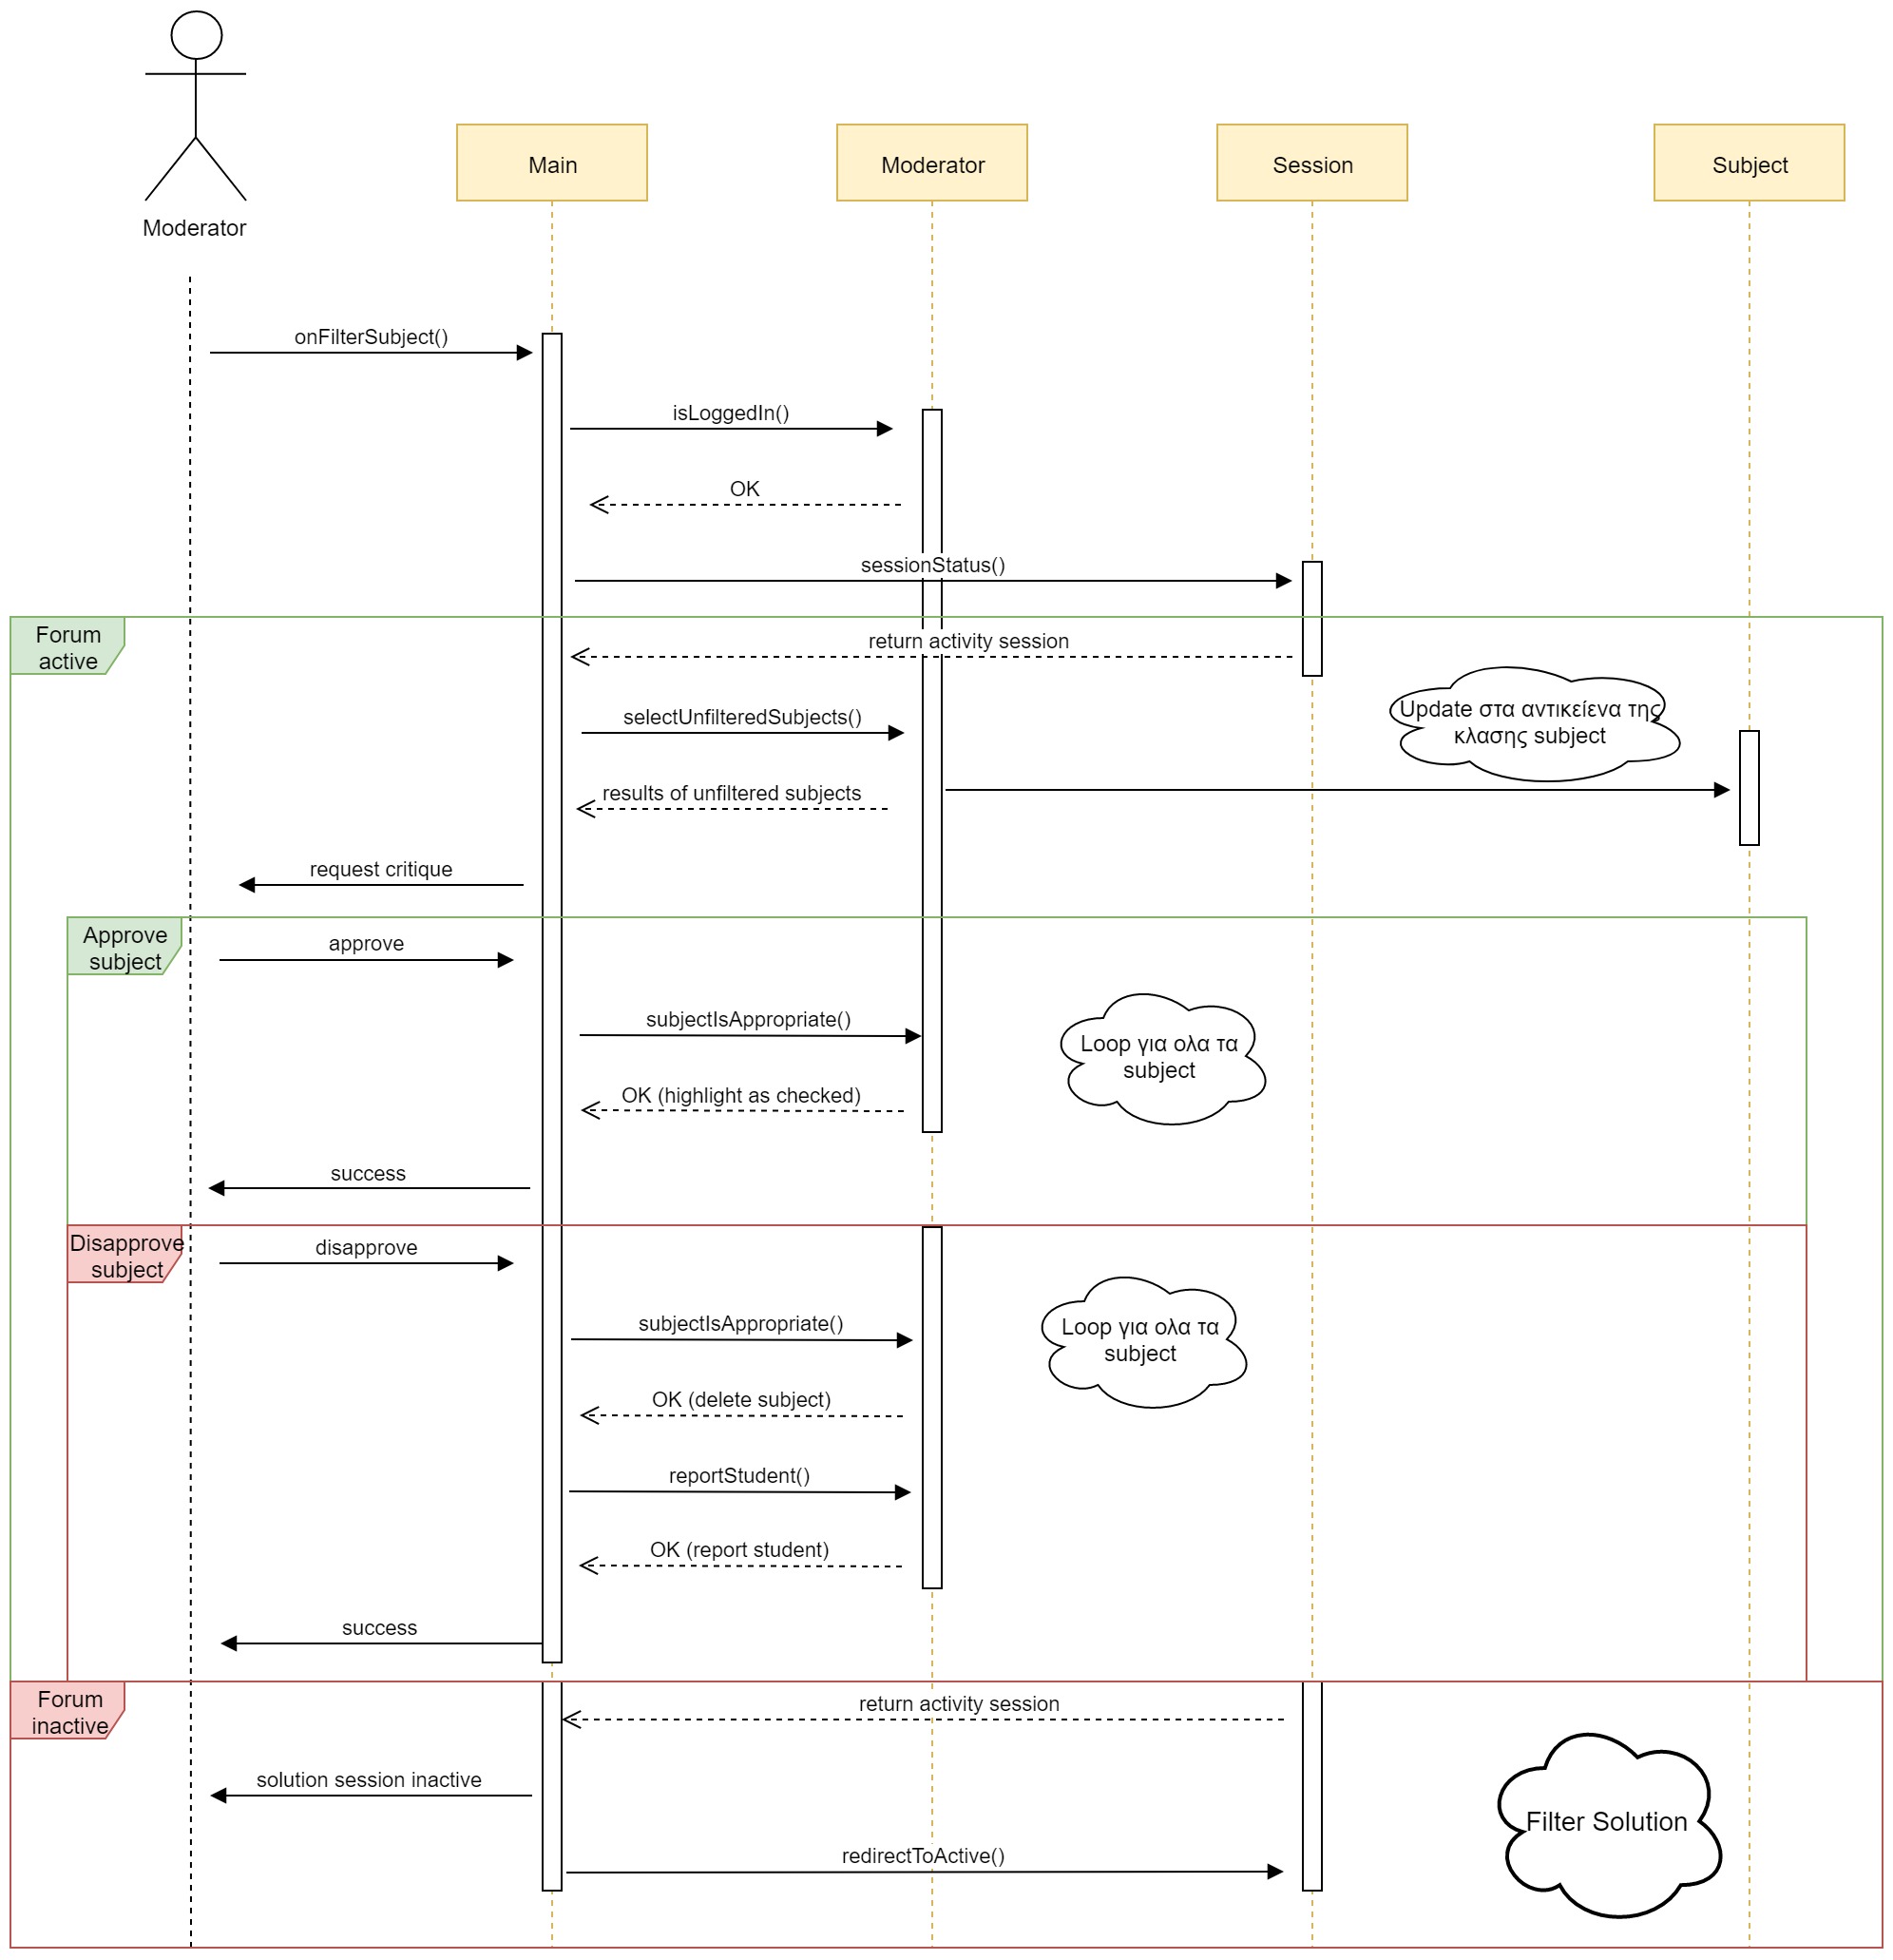 Moderator
Main
Moderator
Session
Subject
onFilterSubject()
isLoggedIn()
OK
sessionStatus()
Forum
active
return activity session
selectUnfilteredSubjects()
Update στα αντικείενα της
κλασης subject
results of unfiltered subjects
request critique
Approve
subject
approve
subjectIsAppropriate()
Loop για ολα τα
subject
OK (highlight as checked)
success
Disapprove
subject
disapprove
subjectIsAppropriate()
Loop για ολα τα
subject
OK (delete subject)
reportStudent()
OK (report student)
success
Forum
inactive
return activity session
solution session inactive
Filter Solution
redirectToActive()